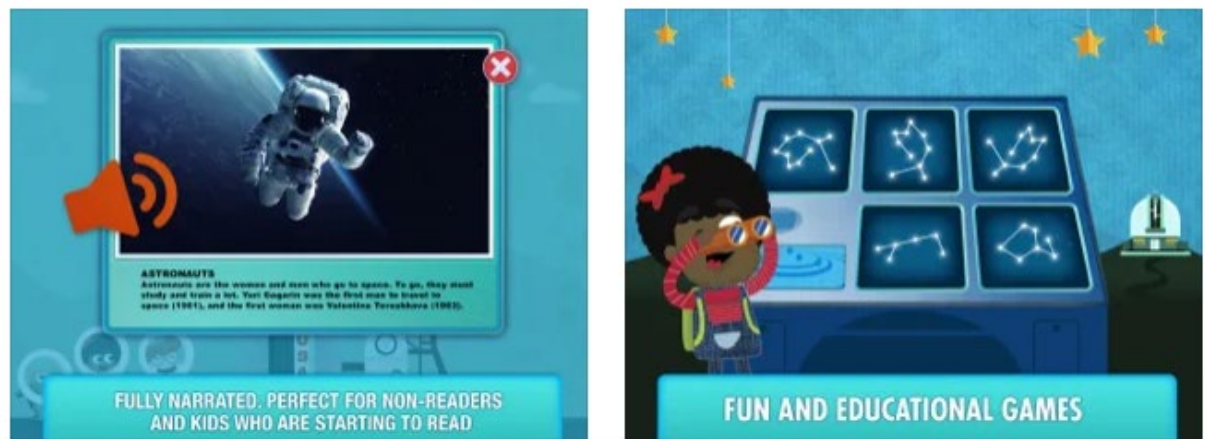 ASTRONAUTS
Astronauts are the women and men who go to space. To go, they must
study and train a lot. Yuri Gagarin was the first man to travel in
space (1961), and the first woman was Valentina Tereshkova (1963).
USA
FULLY NARRATED. PERFECT FOR NON-READERS
AND KIDS WHO ARE STARTING TO READ
FUN AND EDUCATIONAL GAMES